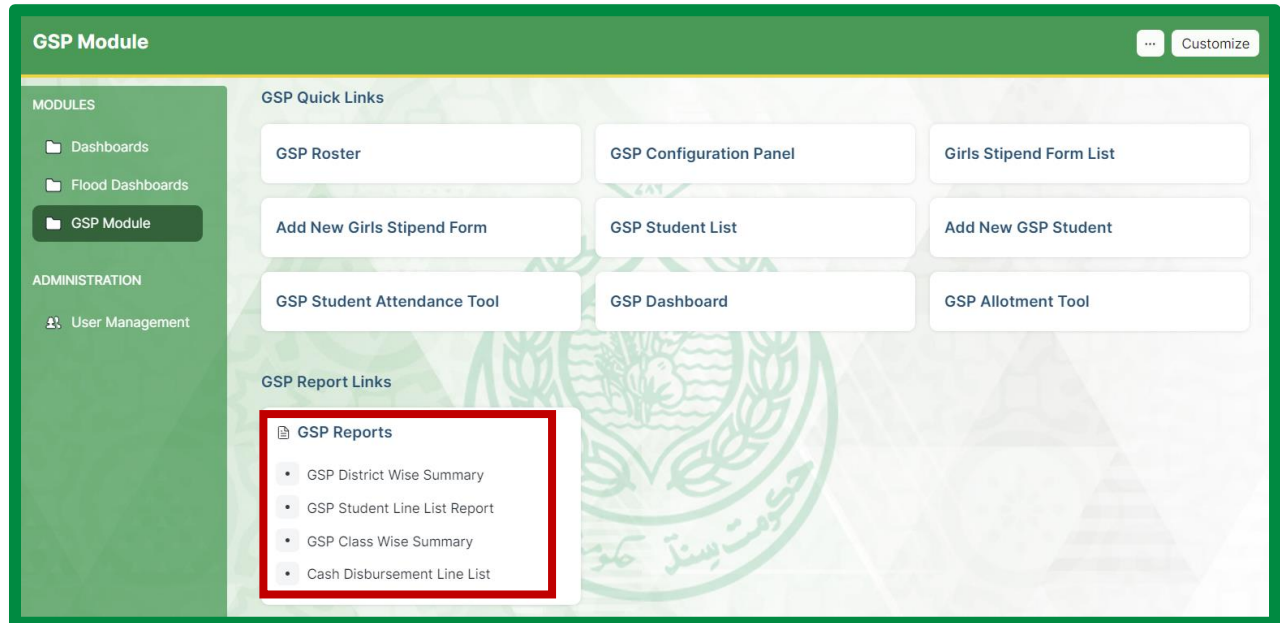 GSP Module
... Customize
MODULES
Dashboards
Flood Dashboards
GSP Module
ADMINISTRATION
User Management
GSP Quick Links
GSP Roster
GSP Configuration Panel
Girls Stipend Form List
Add New Girls Stipend Form
GSP Student List
Add New GSP Student
GSP Student Attendance Tool
GSP Dashboard
GSP Allotment Tool
GSP Report Links
GSP Reports
• GSP District Wise Summary
• GSP Student Line List Report
• GSP Class Wise Summary
• Cash Disbursement Line List
٧٨٦
حکومت سندھ